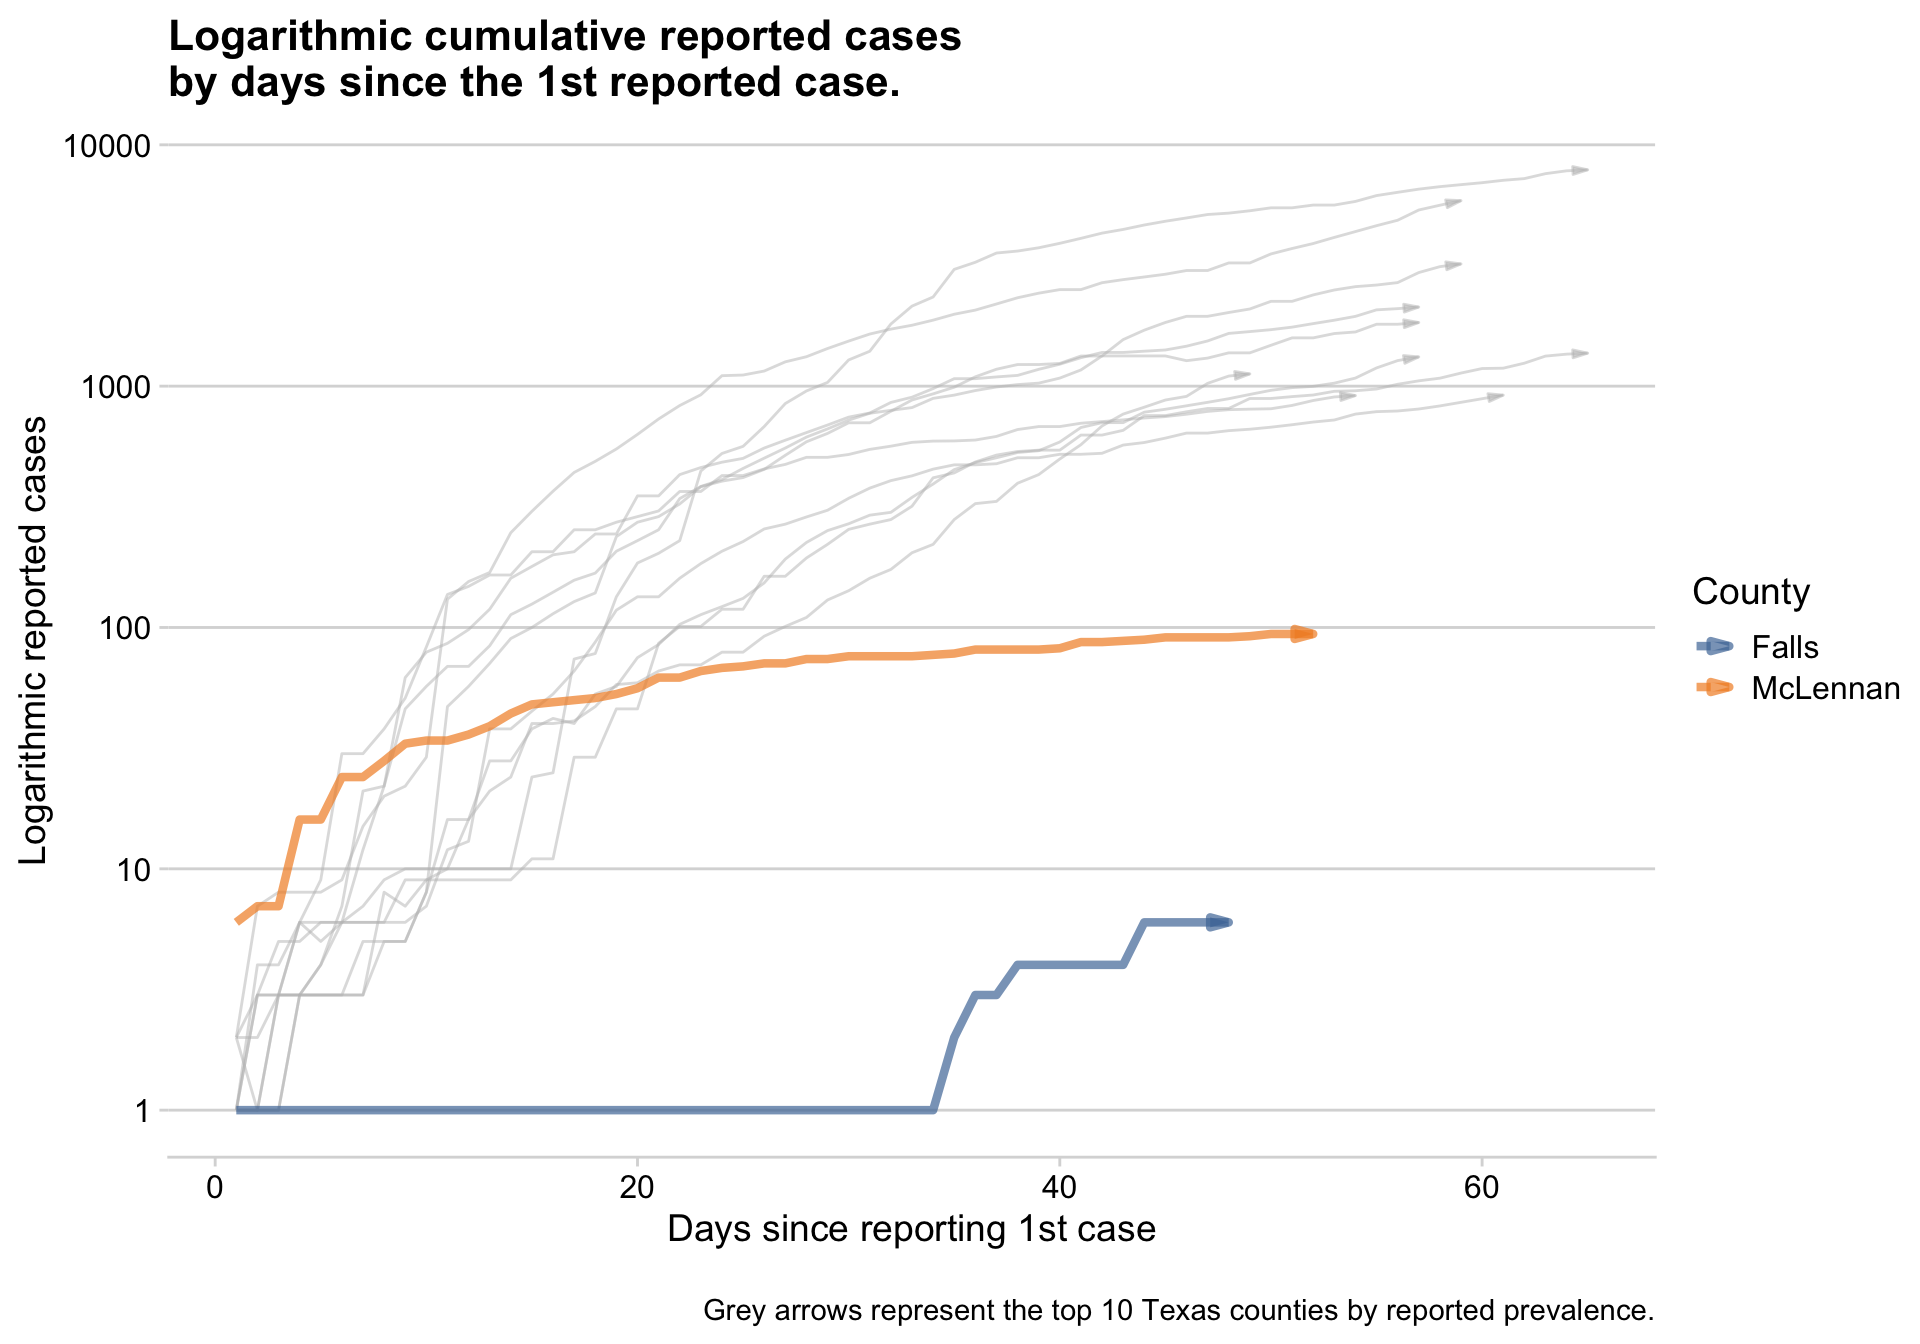 Logarithmic cumulative reported cases
by days since the 1st reported case.
Logarithmic reported cases
10000
1000
100
10
1
0
20
40
60
Days since reporting 1st case
County
Falls
McLennan
Grey arrows represent the top 10 Texas counties by reported prevalence.